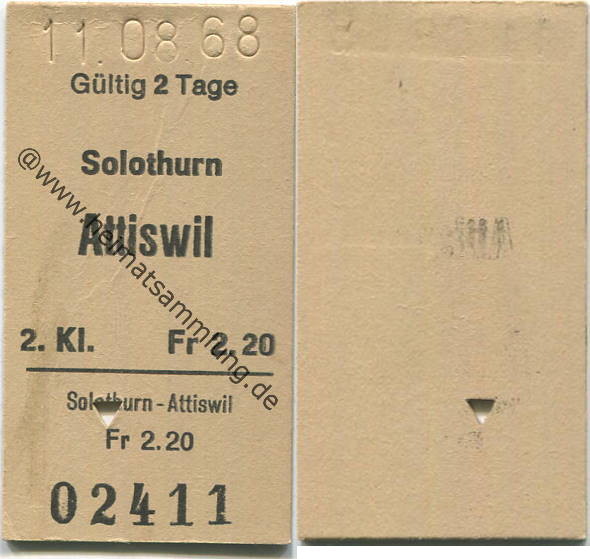 11.08.68
Gültig 2 Tage
Solothurn
Attiswil
2. Kl. Fr 2.20
Solothurn - Attiswil
Fr 2.20
02411
@www.heimatsammlung.de